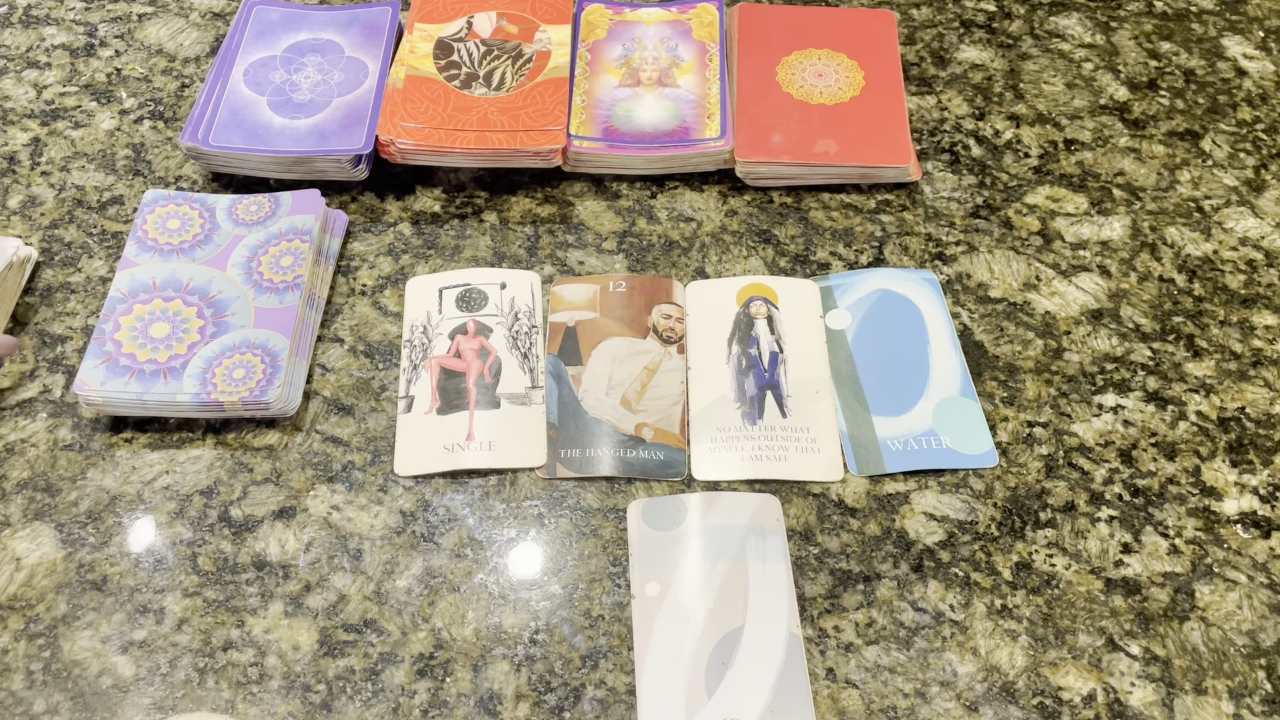 SINGLE
12
THE HANGED MAN
NO MATTER WHAT
HAPPENS OUTSIDE OF
MYSELF, I KNOW THAT
I AM SAFE.
WATER